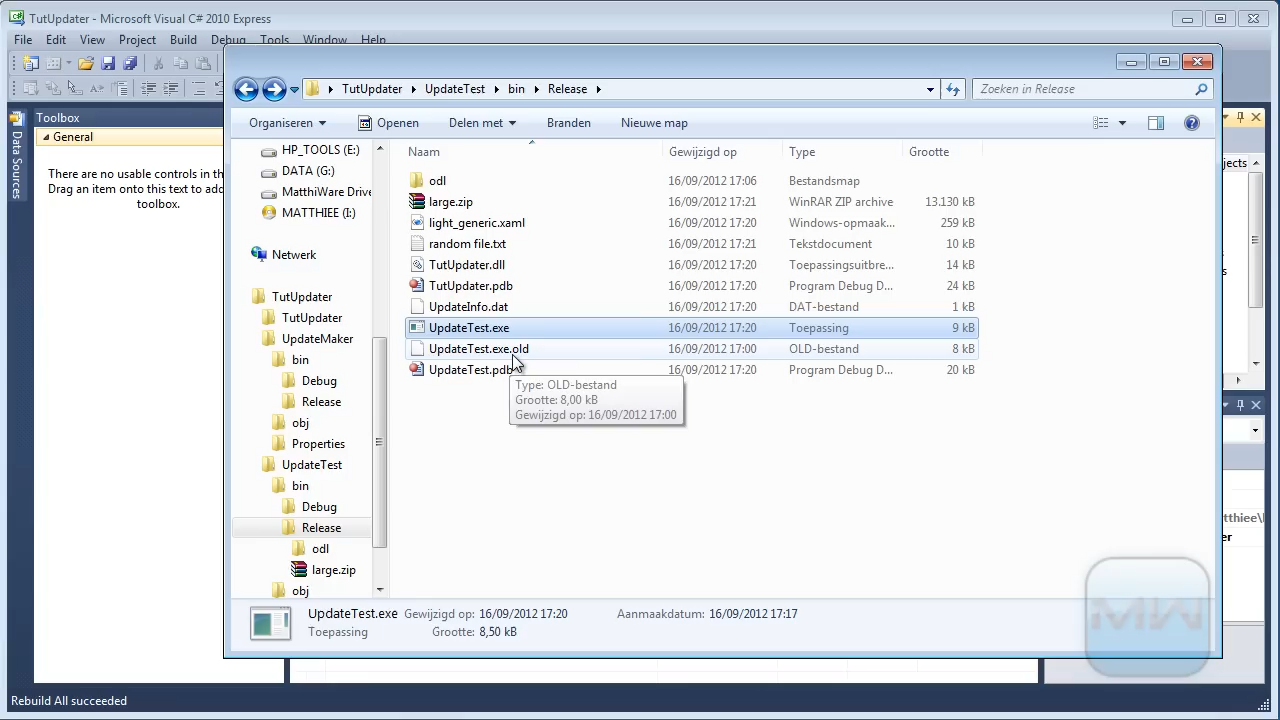 TutUpdater - Microsoft Visual C# 2010 Express
File Edit View Project Build Debug Tools Window Help
TutUpdater UpdateTest bin Release
Zoeken in Release
Organiseren Openen Delen met Branden Nieuwe map
Toolbox
General
Data Sources
There are no usable controls in th
Drag an item onto this text to add
toolbox.
HP_TOOLS (E:)
DATA (G:)
MatthiWare Drive
MATTHIEE (I:)
Netwerk
TutUpdater
TutUpdater
UpdateMaker
bin
Debug
Release
obj
Properties
UpdateTest
bin
Debug
Release
odl
large.zip
obj
Naam Gewijzigd op Type Grootte
odl 16/09/2012 17:06 Bestandsmap
large.zip 16/09/2012 17:21 WinRAR ZIP archive 13.130 kB
light_generic.xaml 16/09/2012 17:20 Windows-opmaak... 259 kB
random file.txt 16/09/2012 17:21 Tekstdocument 10 kB
TutUpdater.dll 16/09/2012 17:20 Toepassingsuitbre... 14 kB
TutUpdater.pdb 16/09/2012 17:20 Program Debug D... 24 kB
UpdateInfo.dat 16/09/2012 17:20 DAT-bestand 1 kB
UpdateTest.exe 16/09/2012 17:20 Toepassing 9 kB
UpdateTest.exe.old 16/09/2012 17:00 OLD-bestand 8 kB
UpdateTest.pdb 16/09/2012 17:20 Program Debug D... 20 kB
Type: OLD-bestand
Grootte: 8,00 kB
Gewijzigd op: 16/09/2012 17:00
UpdateTest.exe Gewijzigd op: 16/09/2012 17:20 Aanmaakdatum: 16/09/2012 17:17
Toepassing Grootte: 8,50 kB
ojects
tthiee\
er
MW
Rebuild All succeeded